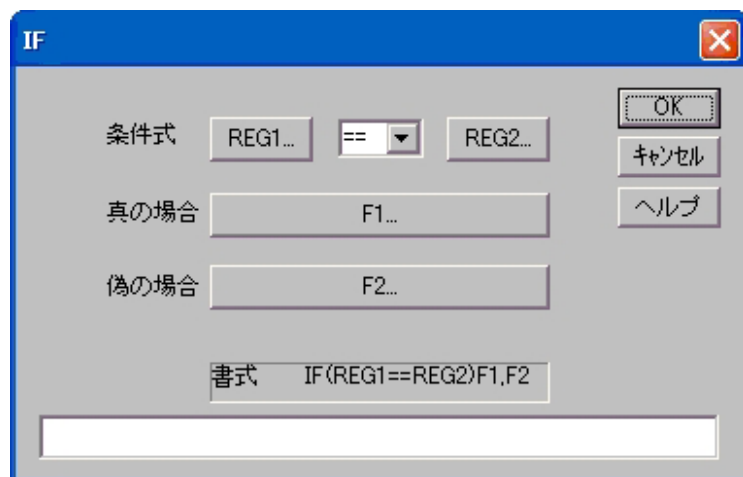 IF
条件式 REG1... == REG2...
OK
キャンセル
真の場合 F1...
ヘルプ
偽の場合 F2...
書式 IF(REG1==REG2)F1,F2